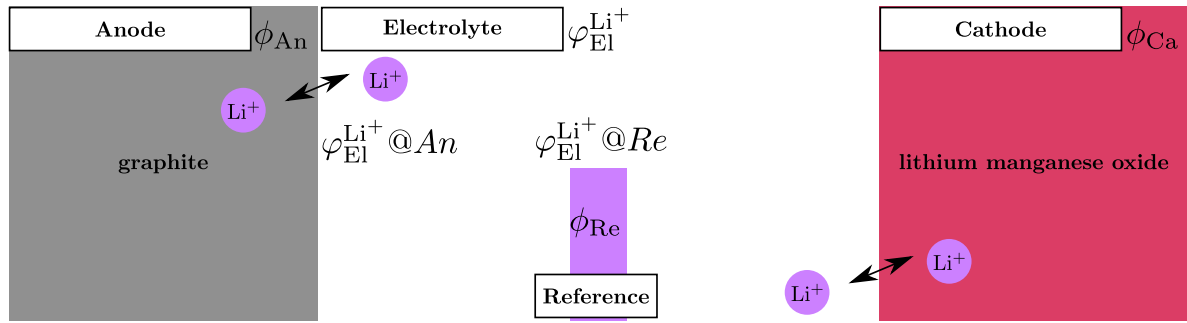 Anode
ϕ_An
Electrolyte
φ_El^Li⁺
Cathode
ϕ_Ca
Li⁺
Li⁺
φ_El^Li⁺@An
φ_El^Li⁺@Re
graphite
lithium manganese oxide
ϕ_Re
Li⁺
Li⁺
Reference